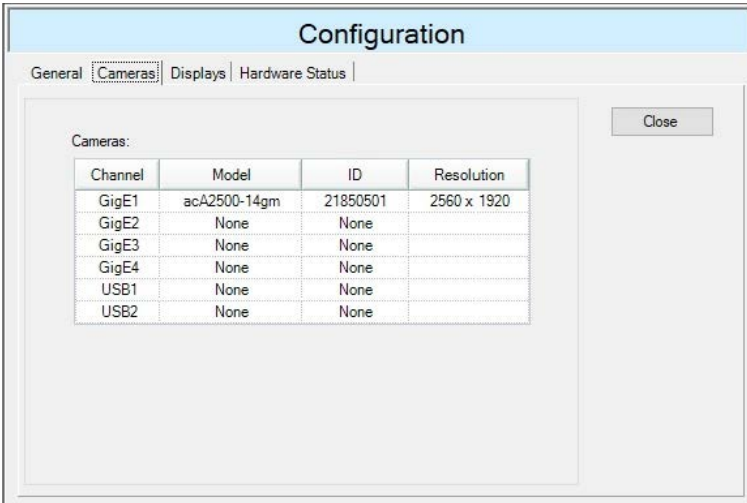 Configuration
General Cameras Displays Hardware Status
Close
Cameras:
Channel Model ID Resolution
GigE1 acA2500-14gm 21850501 2560 x 1920
GigE2 None None
GigE3 None None
GigE4 None None
USB1 None None
USB2 None None